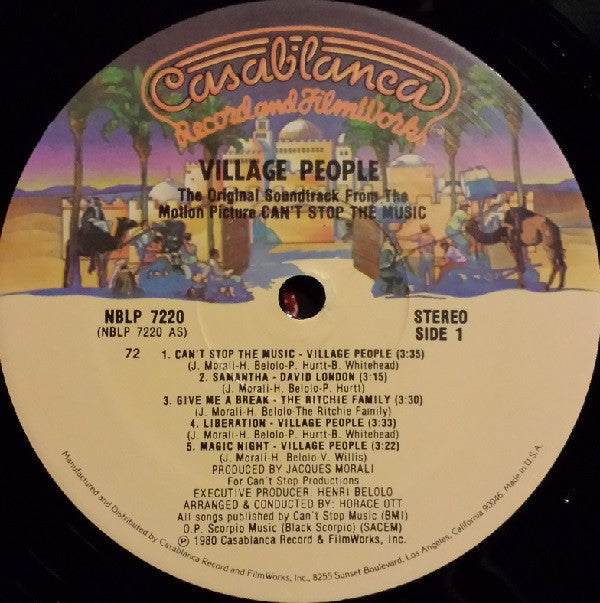 Casablanca
Record and FilmWorks
VILLAGE PEOPLE
The Original Soundtrack From The
Motion Picture CAN'T STOP THE MUSIC
NBLP 7220
(NBLP 7220 AS)
STEREO
SIDE 1
72
1. CAN'T STOP THE MUSIC - VILLAGE PEOPLE (3:35)
(J. Morali-H. Belolo-P. Hurtt-B. Whitehead)
2. SAMANTHA - DAVID LONDON (3:15)
(J. Morali-H. Belolo-P. Hurtt)
3. GIVE ME A BREAK - THE RITCHIE FAMILY (3:30)
(J. Morali-H. Belolo-The Ritchie Family)
4. LIBERATION - VILLAGE PEOPLE (3:33)
(J. Morali-H. Belolo-P. Hurtt-B. Whitehead)
5. MAGIC NIGHT - VILLAGE PEOPLE (3:22)
(J. Morali-H. Belolo-V. Willis)
PRODUCED BY JACQUES MORALI
For Can't Stop Productions
EXECUTIVE PRODUCER: HENRI BELOLO
ARRANGED & CONDUCTED BY: HORACE OTT
All songs published by Can't Stop Music (BMI)
O.P. Scorpio Music (Black Scorpio) (SACEM)
℗ 1980 Casablanca Record & FilmWorks, Inc.
Manufactured and Distributed by Casablanca Record and FilmWorks, Inc., 8255 Sunset Boulevard, Los Angeles, California 90046, Made in U.S.A.